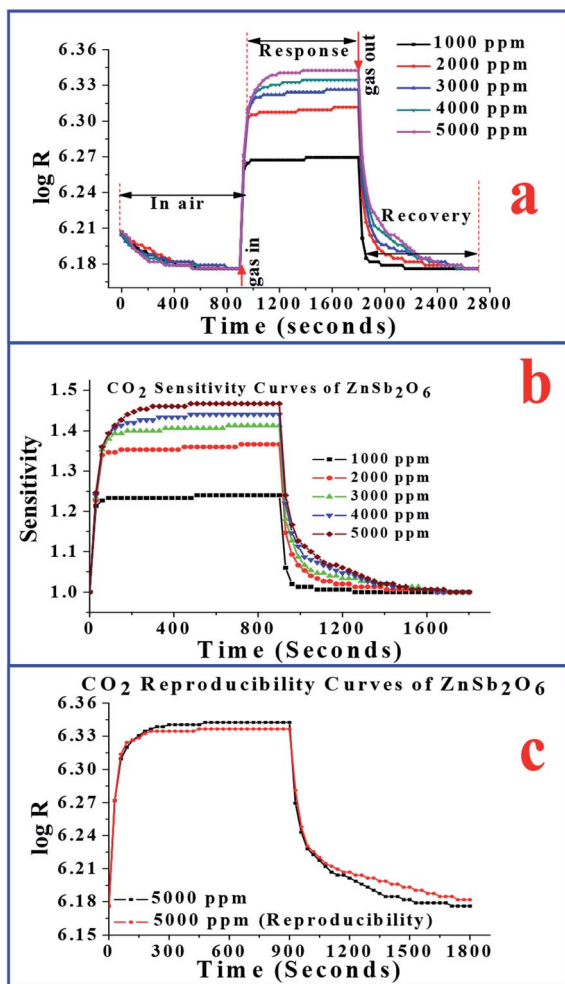 6.36
6.33
6.30
6.27
6.24
6.21
6.18
log R
Response
gas out
1000 ppm
2000 ppm
3000 ppm
4000 ppm
5000 ppm
In air
gas in
Recovery
a
0 400 800 1200 1600 2000 2400 2800
Time (seconds)
b
CO₂ Sensitivity Curves of ZnSb₂O₆
1.5
1.4
1.3
1.2
1.1
1.0
Sensitivity
1000 ppm
2000 ppm
3000 ppm
4000 ppm
5000 ppm
0 400 800 1200 1600
Time (Seconds)
CO₂ Reproducibility Curves of ZnSb₂O₆
c
6.36
6.33
6.30
6.27
6.24
6.21
6.18
6.15
log R
5000 ppm
5000 ppm (Reproducibility)
0 300 600 900 1200 1500 1800
Time (Seconds)